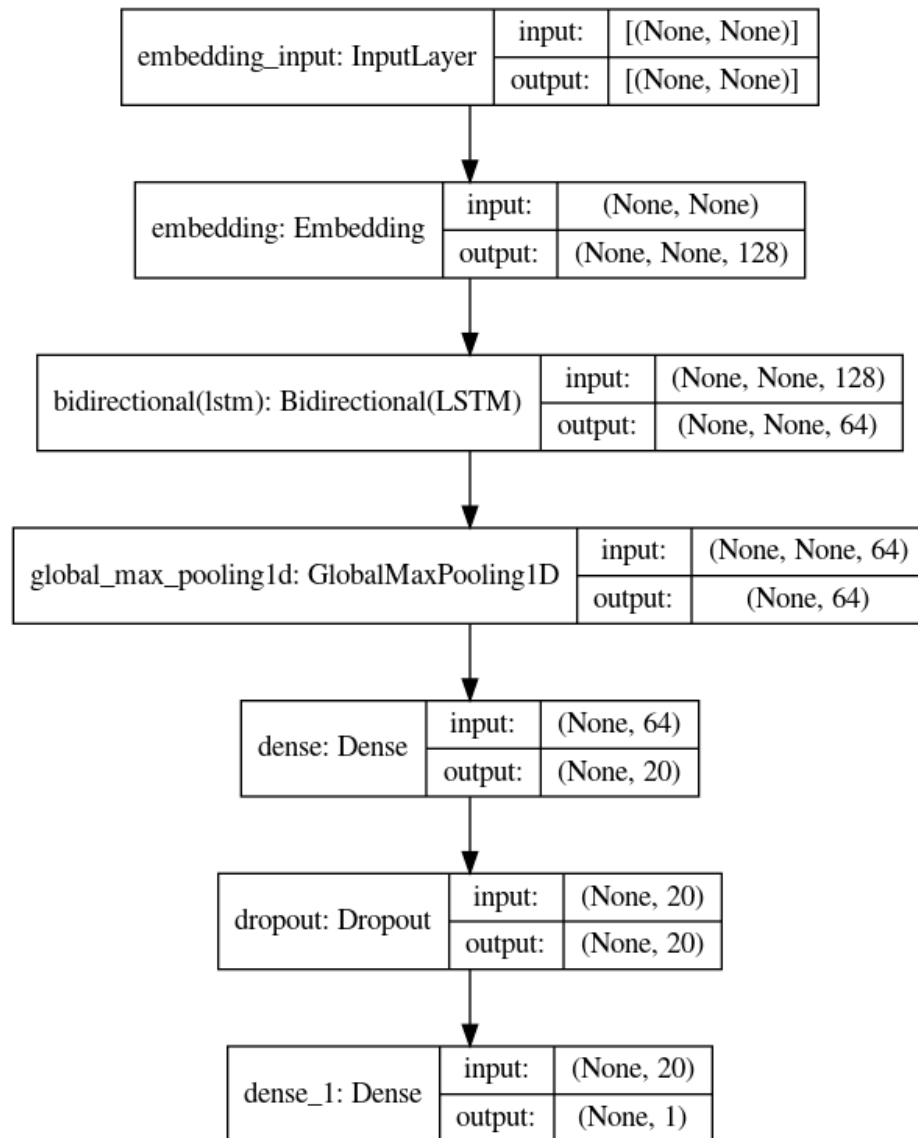 embedding_input: InputLayer
input: [(None, None)]
output: [(None, None)]
embedding: Embedding
input: (None, None)
output: (None, None, 128)
bidirectional(lstm): Bidirectional(LSTM)
input: (None, None, 128)
output: (None, None, 64)
global_max_pooling1d: GlobalMaxPooling1D
input: (None, None, 64)
output: (None, 64)
dense: Dense
input: (None, 64)
output: (None, 20)
dropout: Dropout
input: (None, 20)
output: (None, 20)
dense_1: Dense
input: (None, 20)
output: (None, 1)